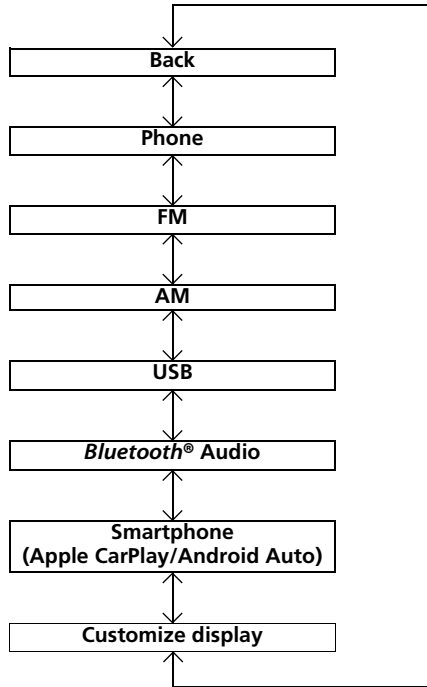 Back
Phone
FM
AM
USB
Bluetooth® Audio
Smartphone
(Apple CarPlay/Android Auto)
Customize display